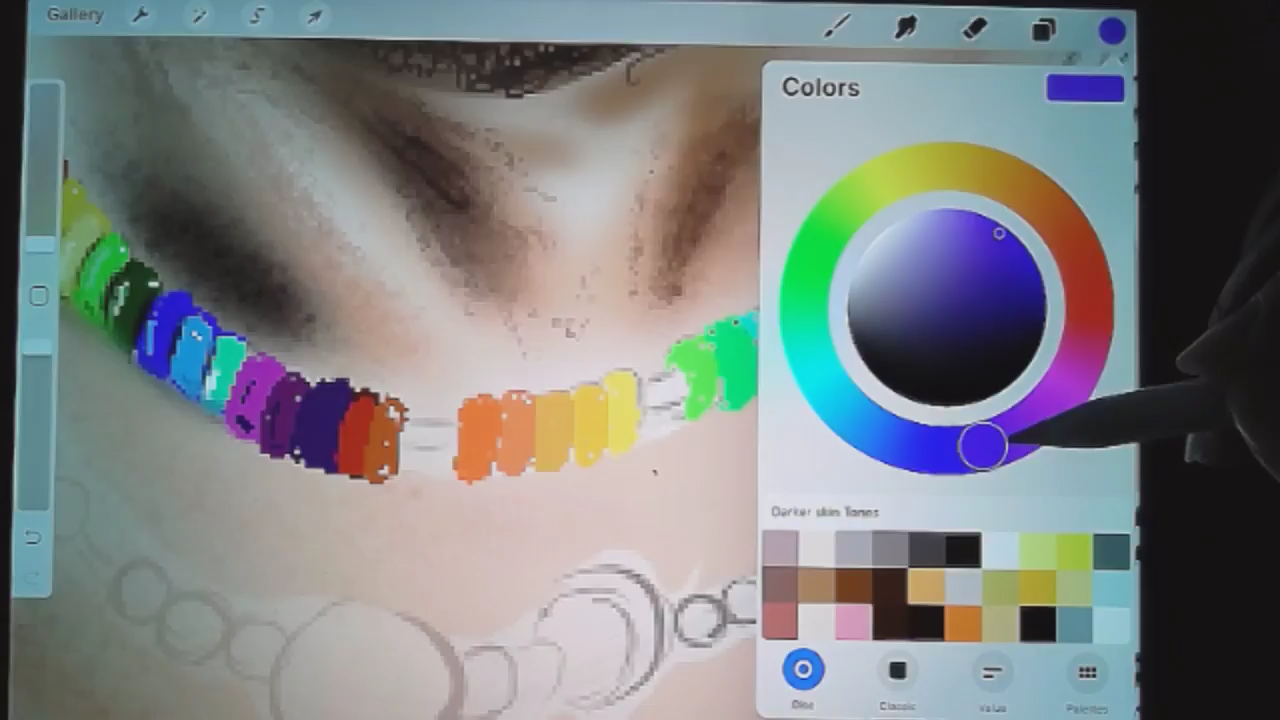 Gallery
Colors
Darker skin Tones
Disc
Classic
Value
Palettes